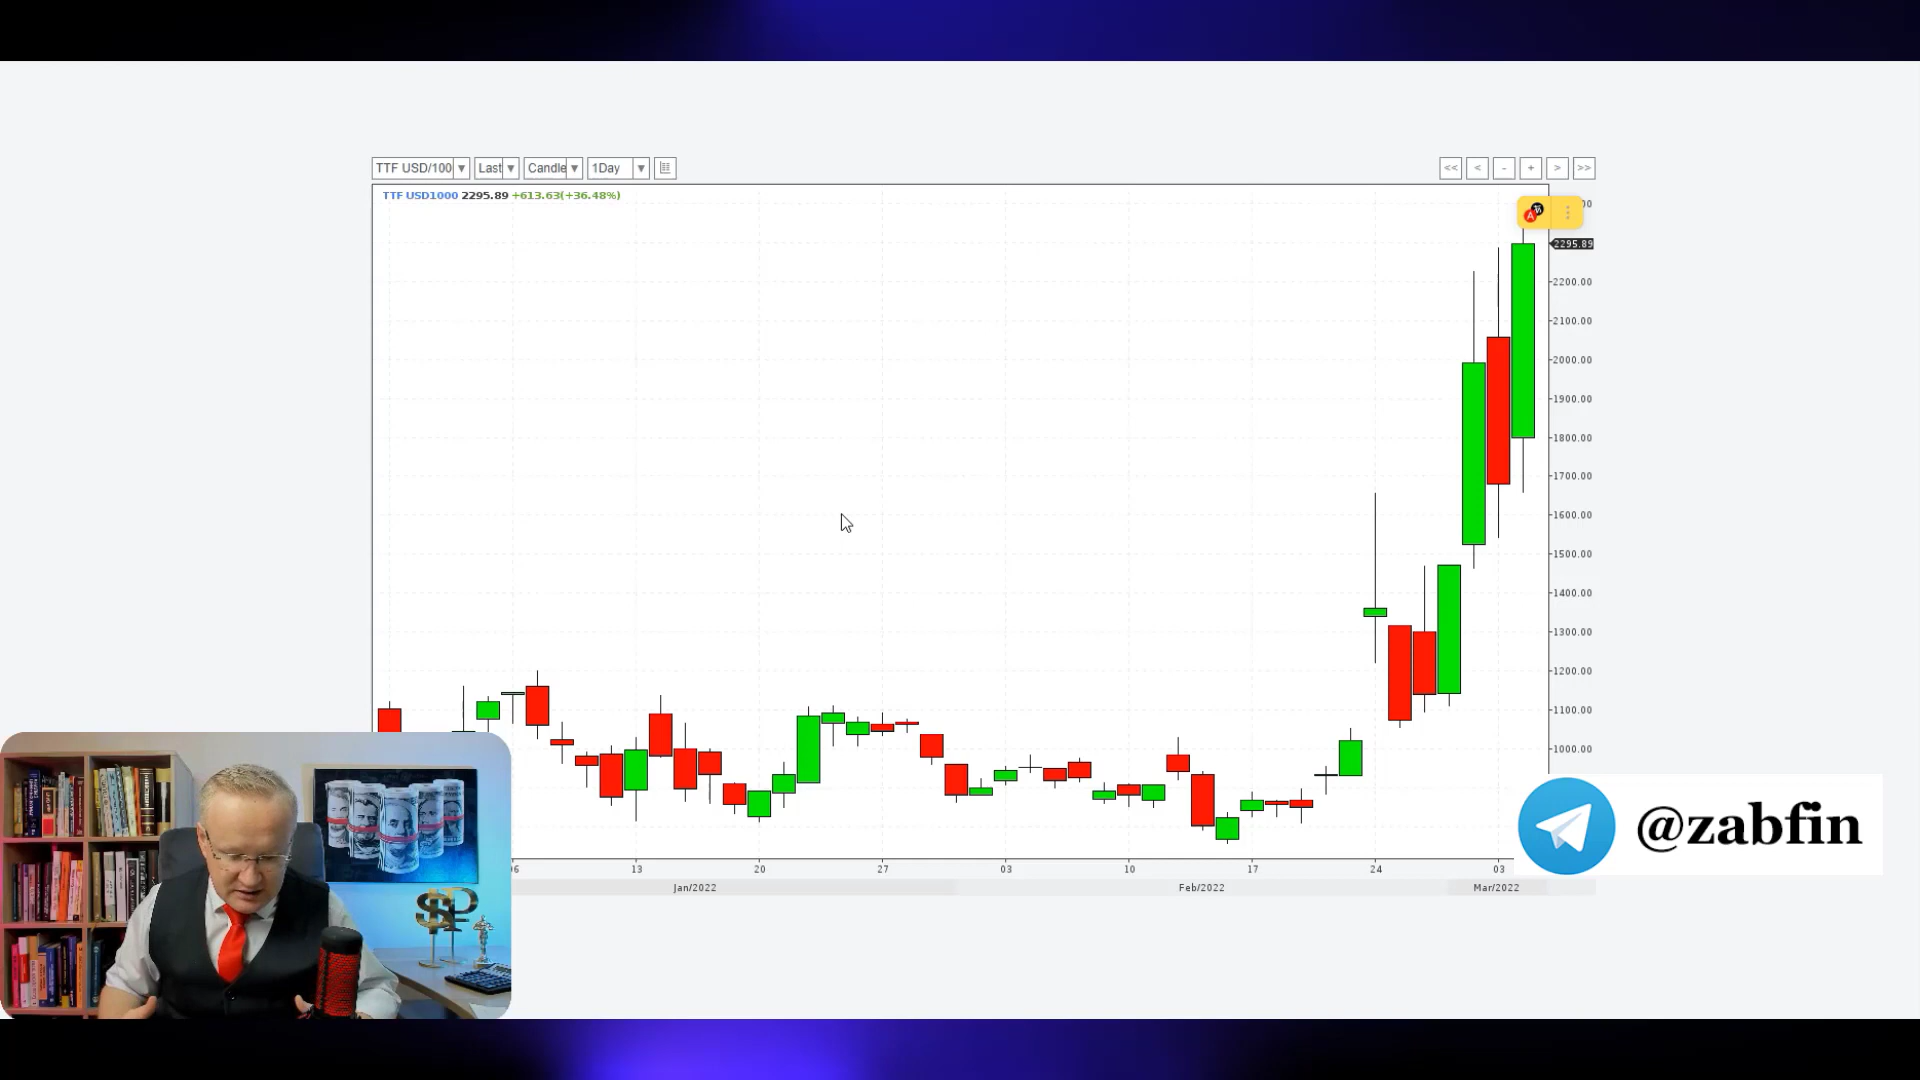 TTF USD/100 Last Candle 1Day << < - + > >>
TTF USD1000 2295.89 +613.63(+36.48%)
2295.89
2200.00
2100.00
2000.00
1900.00
1800.00
1700.00
1600.00
1500.00
1400.00
1300.00
1200.00
1100.00
1000.00
@zabfin
13 20 27 03 10 17 24 03
Jan/2022 Feb/2022 Mar/2022